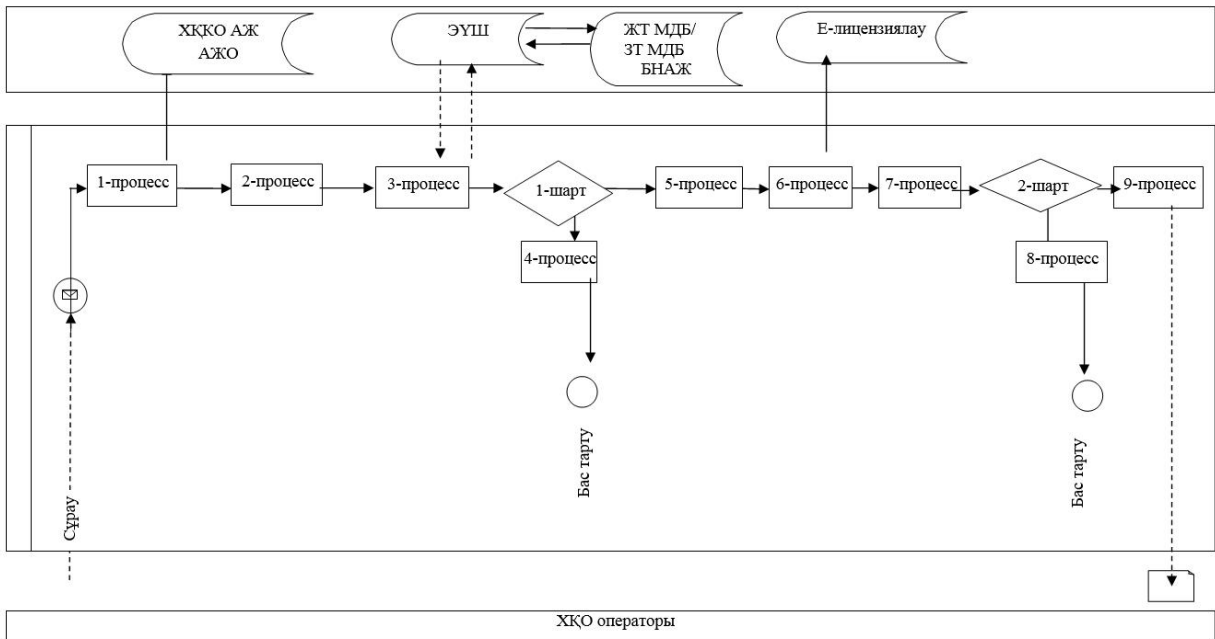 ХҚКО АЖ
АЖО
ЭҮШ
ЖТ МДБ/
ЗТ МДБ
БНАЖ
Е-лицензиялау
1-процесс
2-процесс
3-процесс
1-шарт
5-процесс
6-процесс
7-процесс
2-шарт
9-процесс
4-процесс
8-процесс
Бас тарту
Бас тарту
Сұрау
ХҚО операторы